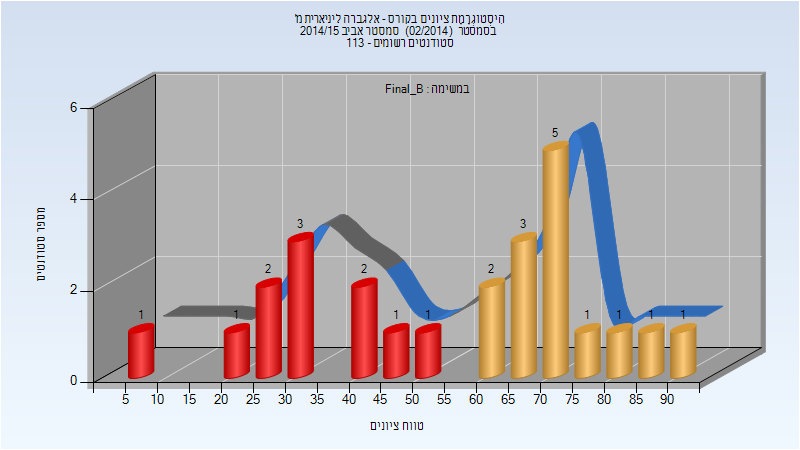 היסטוגרמת ציונים בקורס - אלגברה ליניארית מ'
בסמסטר (02/2014) סמסטר אביב 2014/15
סטודנטים רשומים - 113
במשימה : Final_B
מספר סטודנטים
6
4
2
0
1
1
2
3
2
1
1
2
3
5
1
1
1
1
5 10 15 20 25 30 35 40 45 50 55 60 65 70 75 80 85 90
טווח ציונים